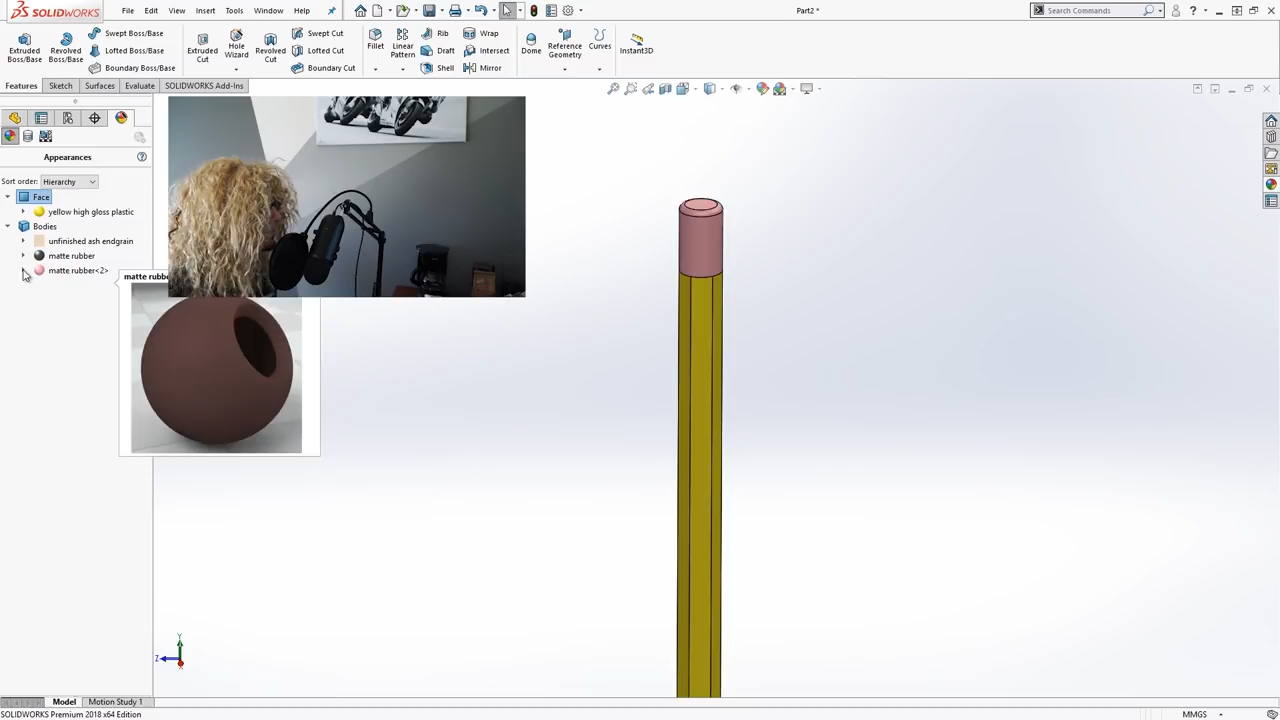 SOLIDWORKS File Edit View Insert Tools Window Help Part2 * Search Commands
Extruded Boss/Base
Revolved Boss/Base
Swept Boss/Base
Lofted Boss/Base
Boundary Boss/Base
Extruded Cut
Hole Wizard
Revolved Cut
Swept Cut
Lofted Cut
Boundary Cut
Fillet
Linear Pattern
Rib
Draft
Shell
Wrap
Intersect
Mirror
Dome
Reference Geometry
Curves
Instant3D
Features Sketch Surfaces Evaluate SOLIDWORKS Add-Ins
Appearances
Sort order: Hierarchy
Face
yellow high gloss plastic
Bodies
unfinished ash endgrain
matte rubber
matte rubber<2>
Y
Z
Model Motion Study 1
SOLIDWORKS Premium 2018 x64 Edition MMGS